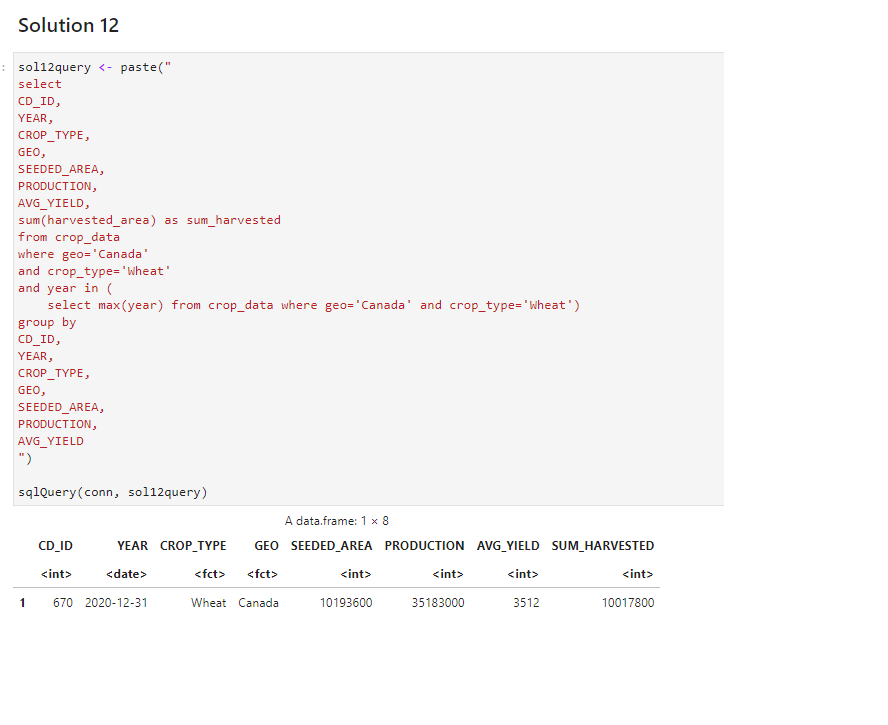 Solution 12
:
sol12query <- paste("
select
CD_ID,
YEAR,
CROP_TYPE,
GEO,
SEEDED_AREA,
PRODUCTION,
AVG_YIELD,
sum(harvested_area) as sum_harvested
from crop_data
where geo='Canada'
and crop_type='Wheat'
and year in (
    select max(year) from crop_data where geo='Canada' and crop_type='Wheat')
group by
CD_ID,
YEAR,
CROP_TYPE,
GEO,
SEEDED_AREA,
PRODUCTION,
AVG_YIELD
")
sqlQuery(conn, sol12query)
A data.frame: 1 × 8
CD_ID YEAR CROP_TYPE GEO SEEDED_AREA PRODUCTION AVG_YIELD SUM_HARVESTED
<int> <date> <fct> <fct> <int> <int> <int> <int>
1 670 2020-12-31 Wheat Canada 10193600 35183000 3512 10017800